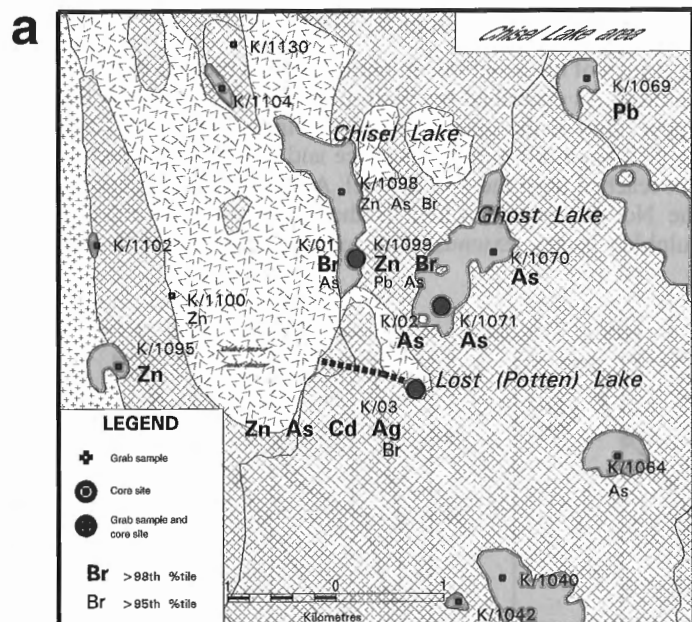 a
Chisel Lake area
K/1130
K/1104
K/1069
Pb
Chisel Lake
K/1098
Zn As Br
Ghost Lake
K/01
Br
As
K/1099
Zn Br
Pb As
K/1070
As
K/1102
K/1100
Zn
K/02
As
K/1071
As
K/1095
Zn
Lost (Potten) Lake
K/03
Zn As Cd Ag
Br
K/1064
As
LEGEND
Grab sample
Core site
Grab sample and
core site
Br >98th %tile
Br >95th %tile
K/1040
K/1042
1 0 1
Kilometres